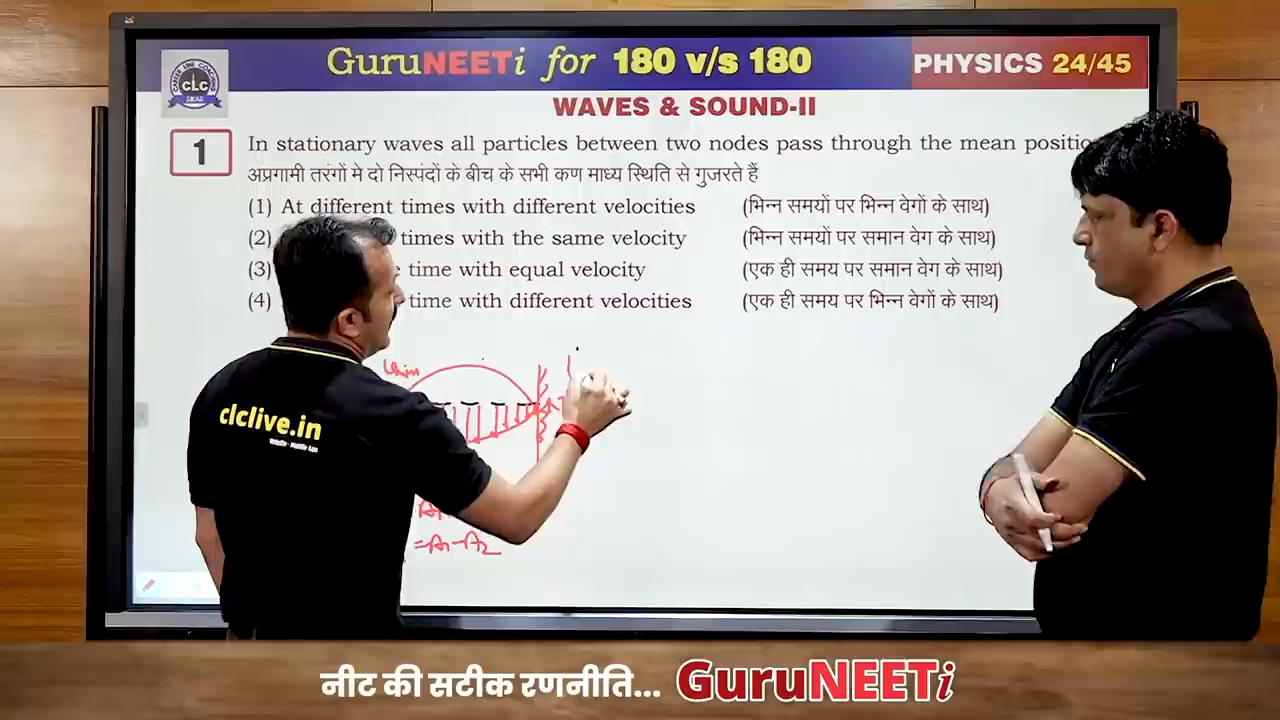 GuruNEETi for 180 v/s 180
PHYSICS 24/45
CLC
SIKAR
WAVES & SOUND-II
1
In stationary waves all particles between two nodes pass through the mean
अप्रगामी तरंगों मे दो निस्पंदों के बीच के सभी कण माध्य स्थिति से गुजरते हैं
(1) At different times with different velocities (भिन्न समयों पर भिन्न वेगों के साथ)
(2) times with the same velocity (भिन्न समयों पर समान वेग के साथ)
(3) time with equal velocity (एक ही समय पर समान वेग के साथ)
(4) time with different velocities (एक ही समय पर भिन्न वेगों के साथ)
= A1 - A2
clclive.in
नीट की सटीक रणनीति... GuruNEETi